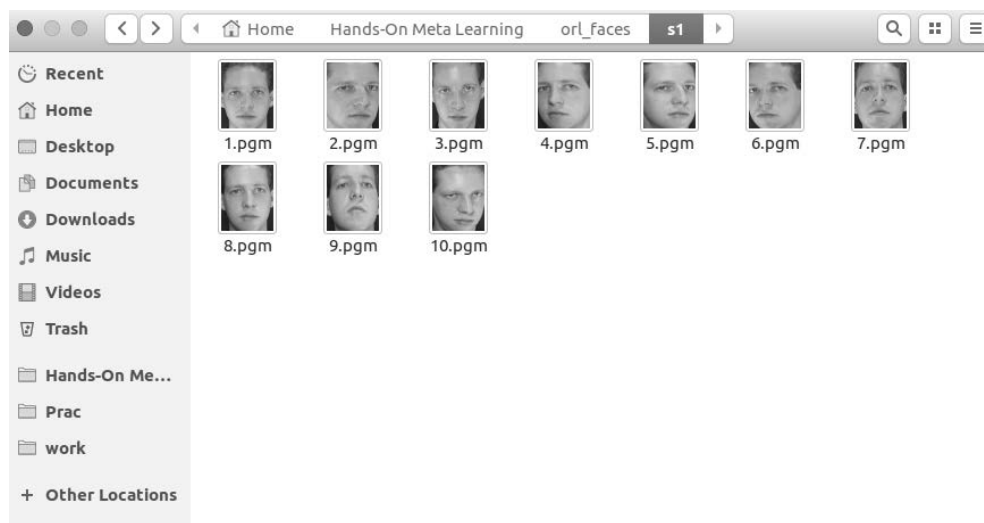 Home Hands-On Meta Learning orl_faces s1
Recent
Home
Desktop
Documents
Downloads
Music
Videos
Trash
Hands-On Me...
Prac
work
+ Other Locations
1.pgm 2.pgm 3.pgm 4.pgm 5.pgm 6.pgm 7.pgm
8.pgm 9.pgm 10.pgm